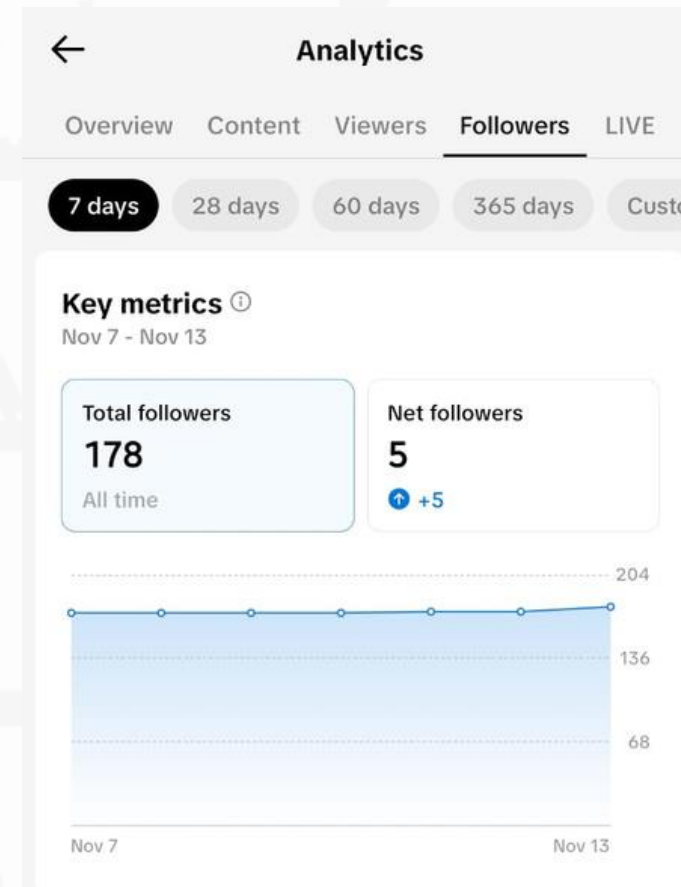 Analytics
Overview Content Viewers Followers LIVE
7 days 28 days 60 days 365 days Custo
Key metrics
Nov 7 - Nov 13
Total followers Net followers
178 5
All time +5
204
136
68
Nov 7 Nov 13